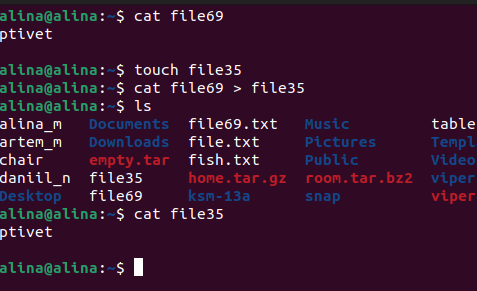 alina@alina:~$ cat file69
ptivet

alina@alina:~$ touch file35
alina@alina:~$ cat file69 > file35
alina@alina:~$ ls
alina_m   Documents  file69.txt   Music         table
artem_m   Downloads  file.txt     Pictures      Templ
chair     empty.tar  fish.txt     Public        Video
daniil_n  file35     home.tar.gz  room.tar.bz2  viper
Desktop   file69     ksm-13a      snap          viper
alina@alina:~$ cat file35
ptivet

alina@alina:~$